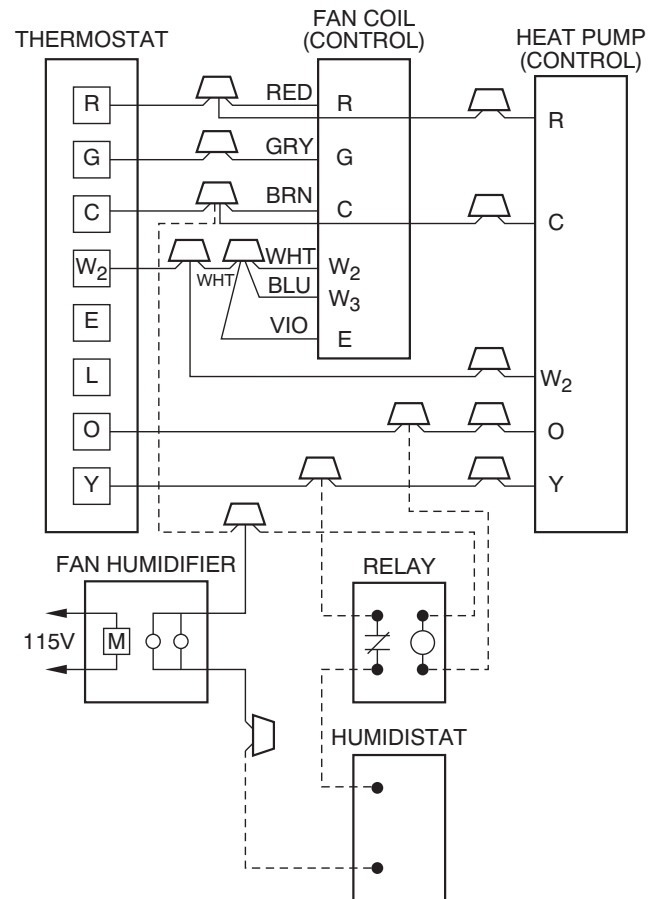 THERMOSTAT
FAN COIL
(CONTROL)
HEAT PUMP
(CONTROL)
R
RED
R
R
G
GRY
G
C
BRN
C
C
W2
WHT
WHT
W2
BLU
W3
VIO
E
E
L
W2
O
O
Y
Y
FAN HUMIDIFIER
RELAY
115V
M
HUMIDISTAT